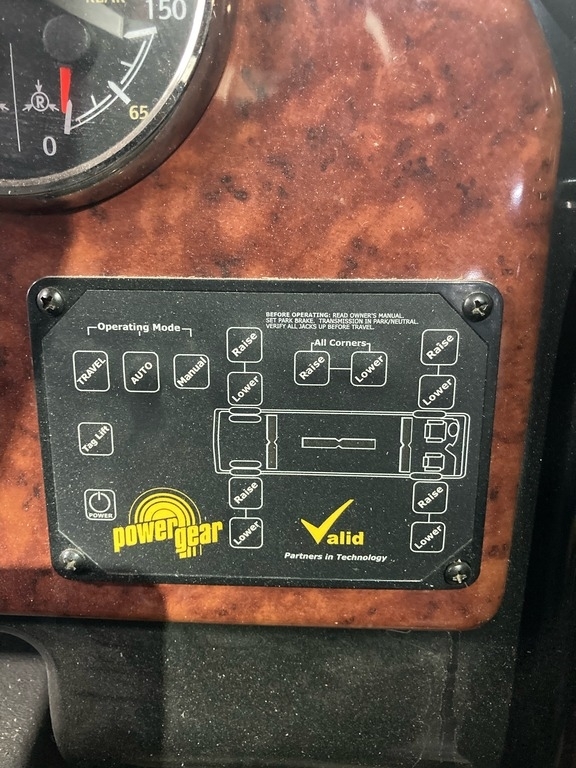 150
65
0
R
BEFORE OPERATING: READ OWNER'S MANUAL.
SET PARK BRAKE. TRANSMISSION IN PARK/NEUTRAL.
VERIFY ALL JACKS UP BEFORE TRAVEL.
Operating Mode
TRAVEL AUTO Manual
Raise
Lower
All Corners
Raise Lower
Raise
Lower
Tag Lift
POWER
powergear
Raise
Lower
Valid
Partners in Technology
Raise
Lower